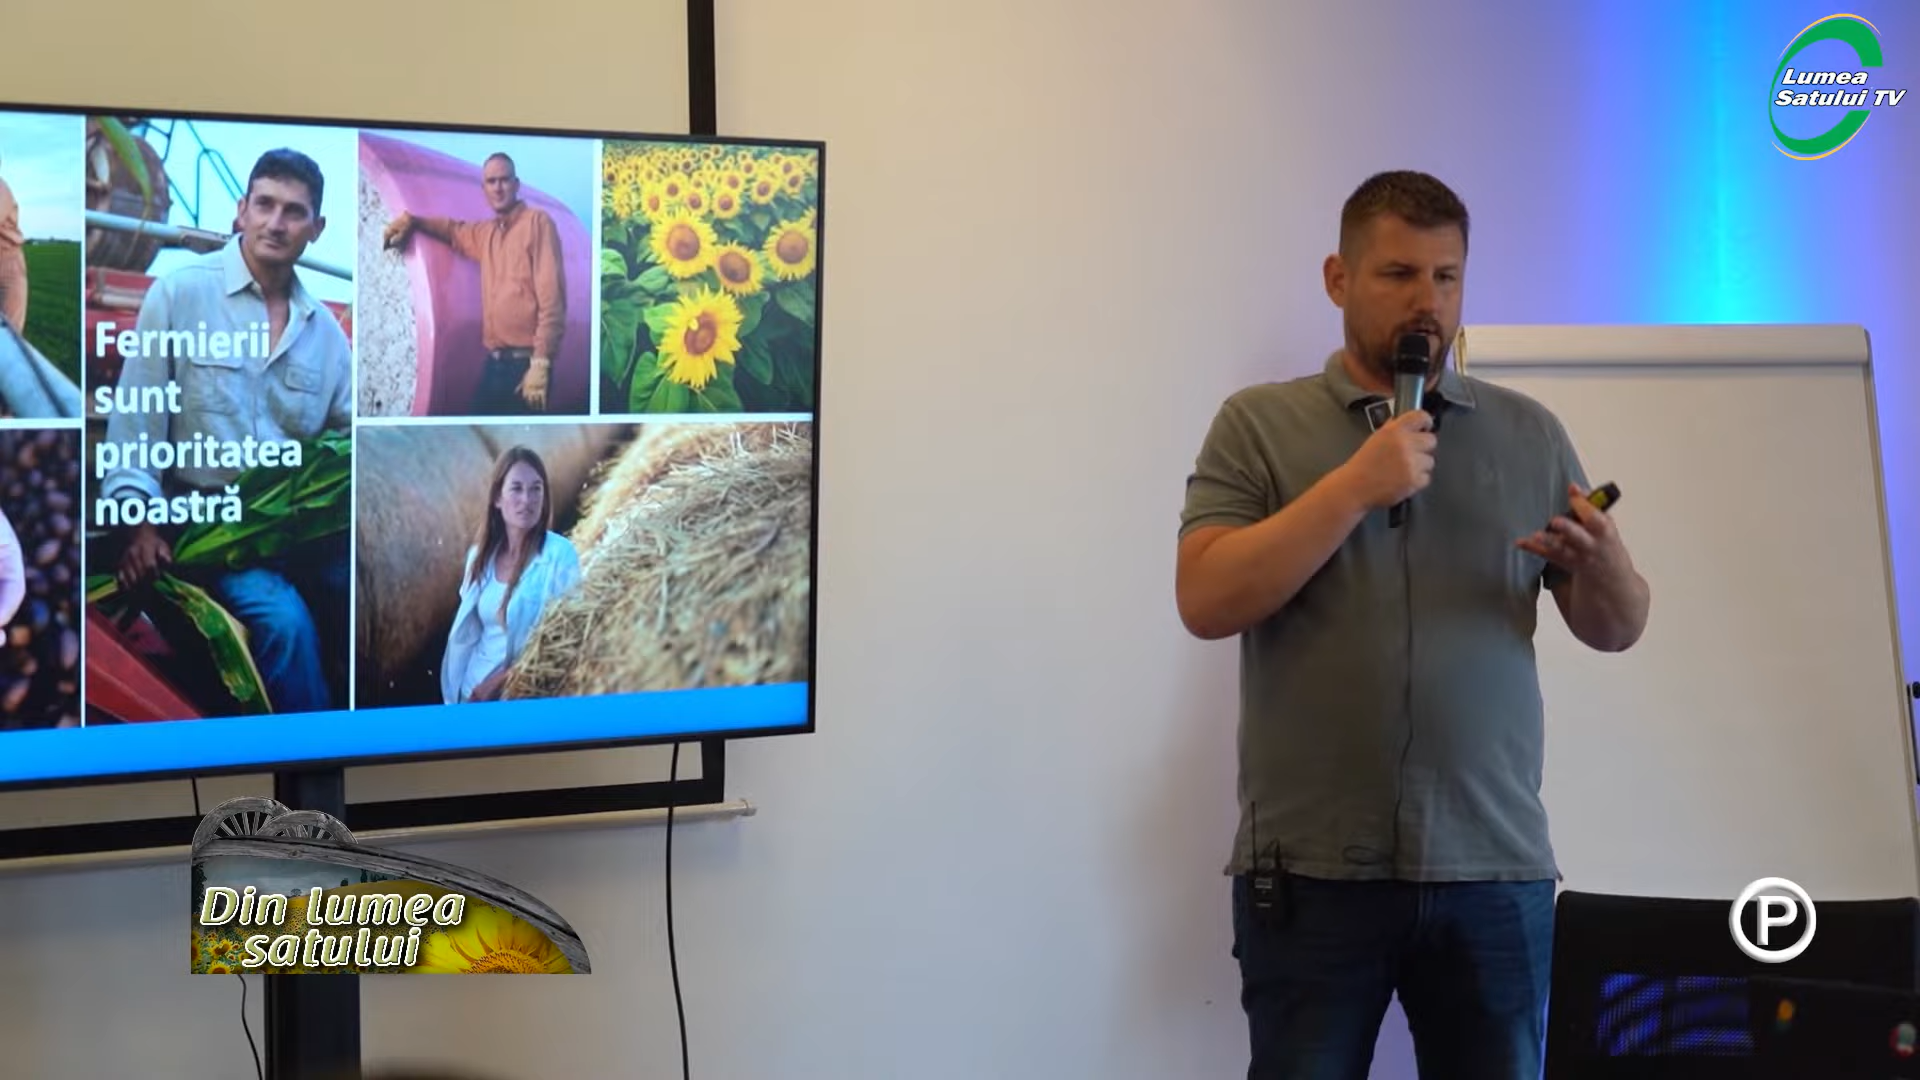 Lumea
Satului TV
Fermierii
sunt
prioritatea
noastră
Din lumea
satului
P